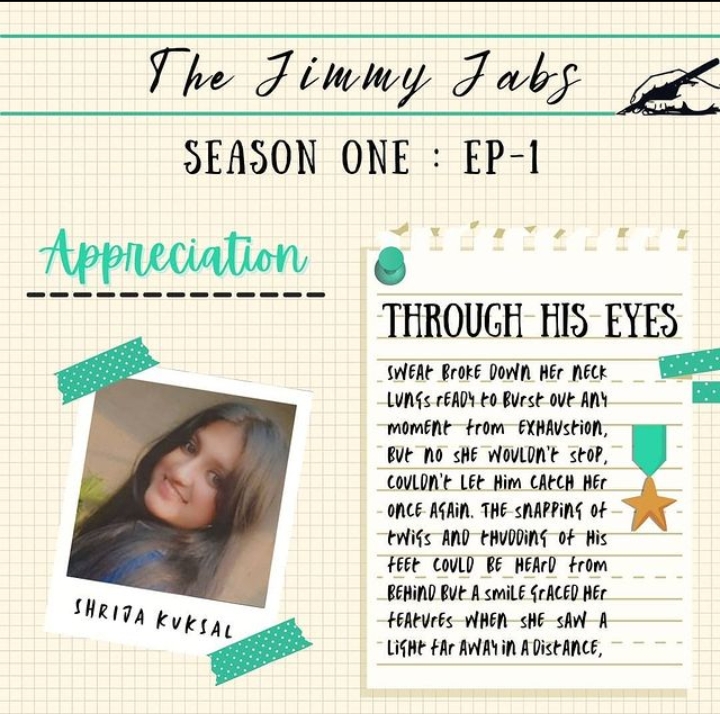 The Jimmy Jabs
SEASON ONE : EP-1
Appreciation
SHRIJA KUKSAL
THROUGH HIS EYES
SWEAT BROKE DOWN HER NECK
LUNGS READY to BURST OUT ANY
moment from EXHAUSTION,
BUT NO SHE WOULDN'T STOP,
COULDN'T LET Him CATCH HER
ONCE AGAIN. THE SNAPPING OF
TWIGS AND THUDDING OF His
FEET COULD BE HEARD from
BEHIND BUT A SMILE GRACED HER
FEATURES WHEN SHE SAW A
LIGHT FAR AWAY in A DISTANCE,